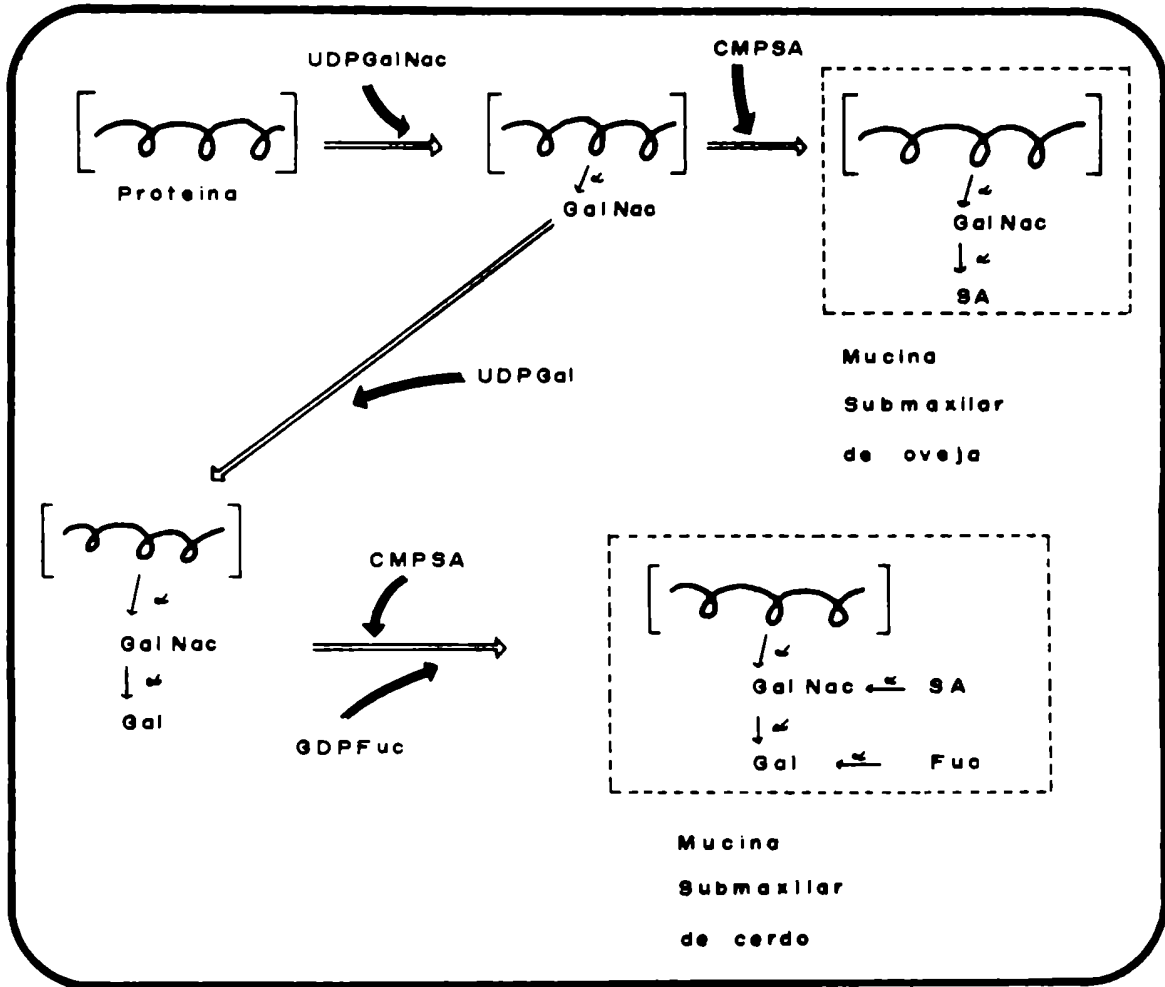 UDPGalNac
CMPSA
Proteina
α
GalNac
α
GalNac
α
SA
UDPGal
Mucina
Submaxilar
de oveja
α
GalNac
α
Gal
CMPSA
GDPFuc
α
GalNac α SA
α
Gal α Fuc
Mucina
Submaxilar
de cerdo